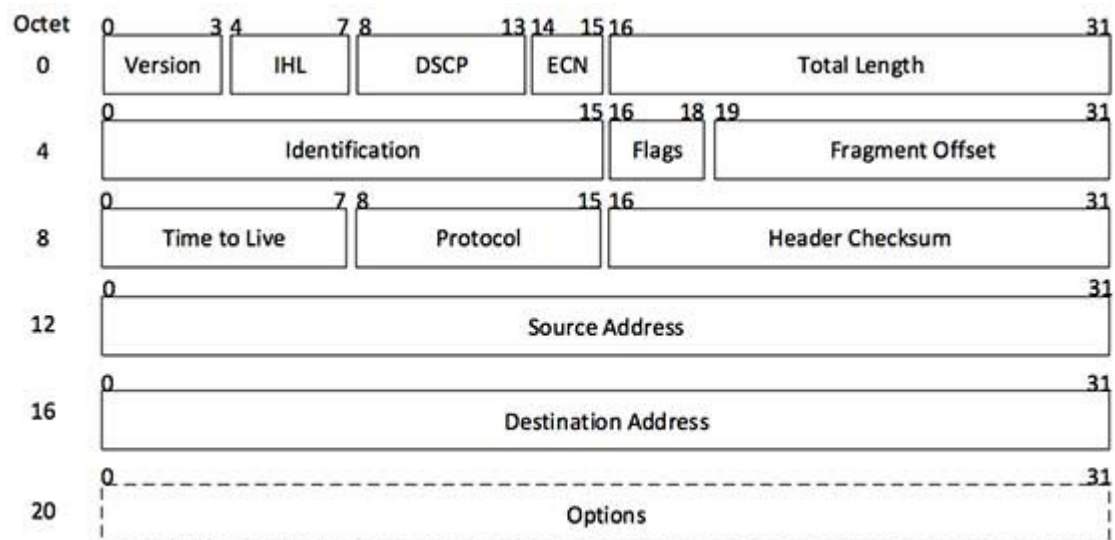 Octet 0 3 4 7 8 13 14 15 16 31
0 Version IHL DSCP ECN Total Length
0 15 16 18 19 31
4 Identification Flags Fragment Offset
0 7 8 15 16 31
8 Time to Live Protocol Header Checksum
0 31
12 Source Address
0 31
16 Destination Address
0 31
20 Options